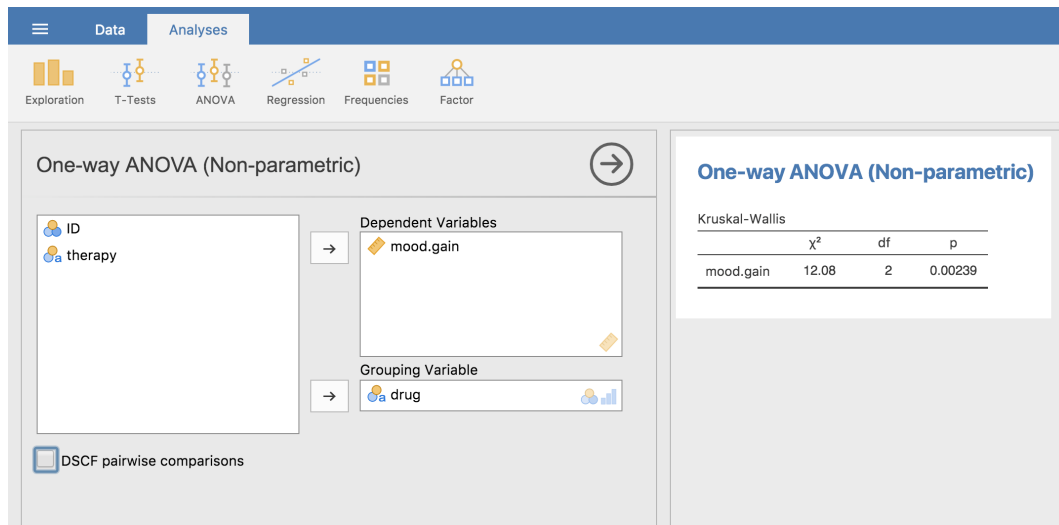 Data Analyses
Exploration T-Tests ANOVA Regression Frequencies Factor
One-way ANOVA (Non-parametric)
ID
a therapy
Dependent Variables
mood.gain
Grouping Variable
a drug
DSCF pairwise comparisons
One-way ANOVA (Non-parametric)
Kruskal-Wallis
χ² df p
mood.gain 12.08 2 0.00239